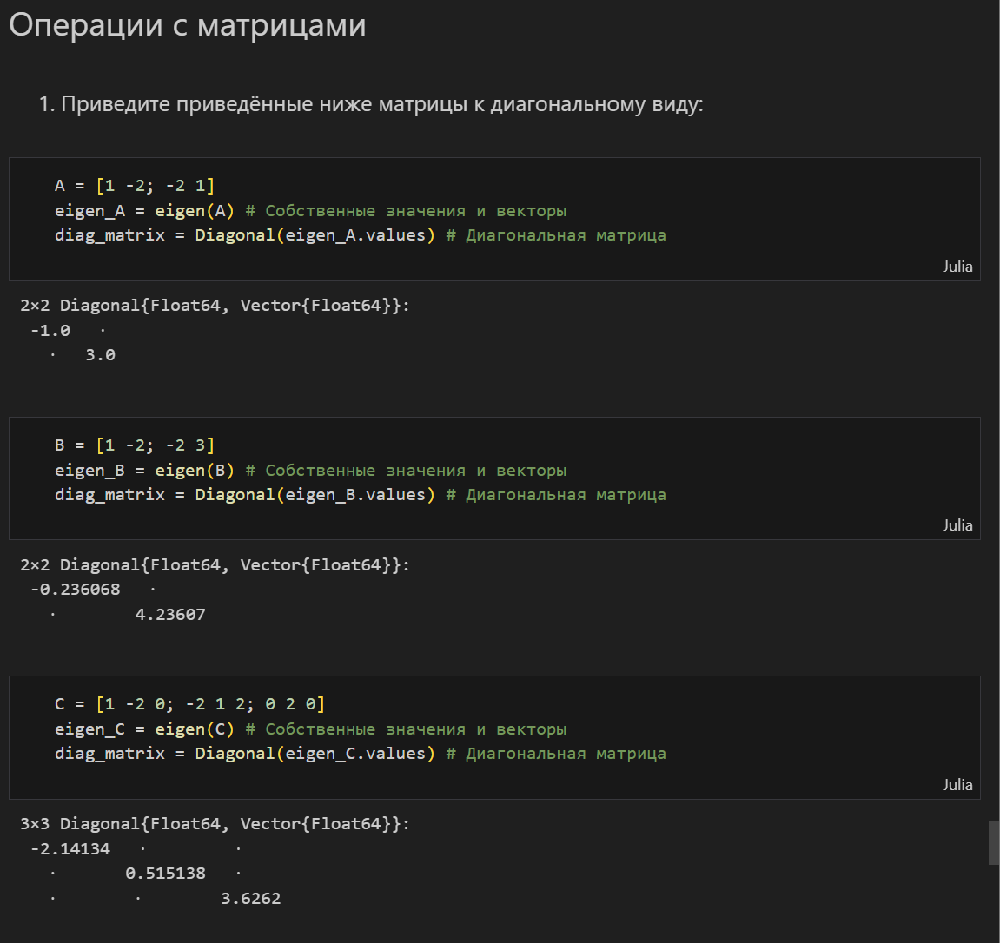 Операции с матрицами
1. Приведите приведённые ниже матрицы к диагональному виду:
A = [1 -2; -2 1]
eigen_A = eigen(A) # Собственные значения и векторы
diag_matrix = Diagonal(eigen_A.values) # Диагональная матрица
Julia
2×2 Diagonal{Float64, Vector{Float64}}:
-1.0 ⋅
⋅ 3.0
B = [1 -2; -2 3]
eigen_B = eigen(B) # Собственные значения и векторы
diag_matrix = Diagonal(eigen_B.values) # Диагональная матрица
Julia
2×2 Diagonal{Float64, Vector{Float64}}:
-0.236068 ⋅
⋅ 4.23607
C = [1 -2 0; -2 1 2; 0 2 0]
eigen_C = eigen(C) # Собственные значения и векторы
diag_matrix = Diagonal(eigen_C.values) # Диагональная матрица
Julia
3×3 Diagonal{Float64, Vector{Float64}}:
-2.14134 ⋅ ⋅
⋅ 0.515138 ⋅
⋅ ⋅ 3.6262